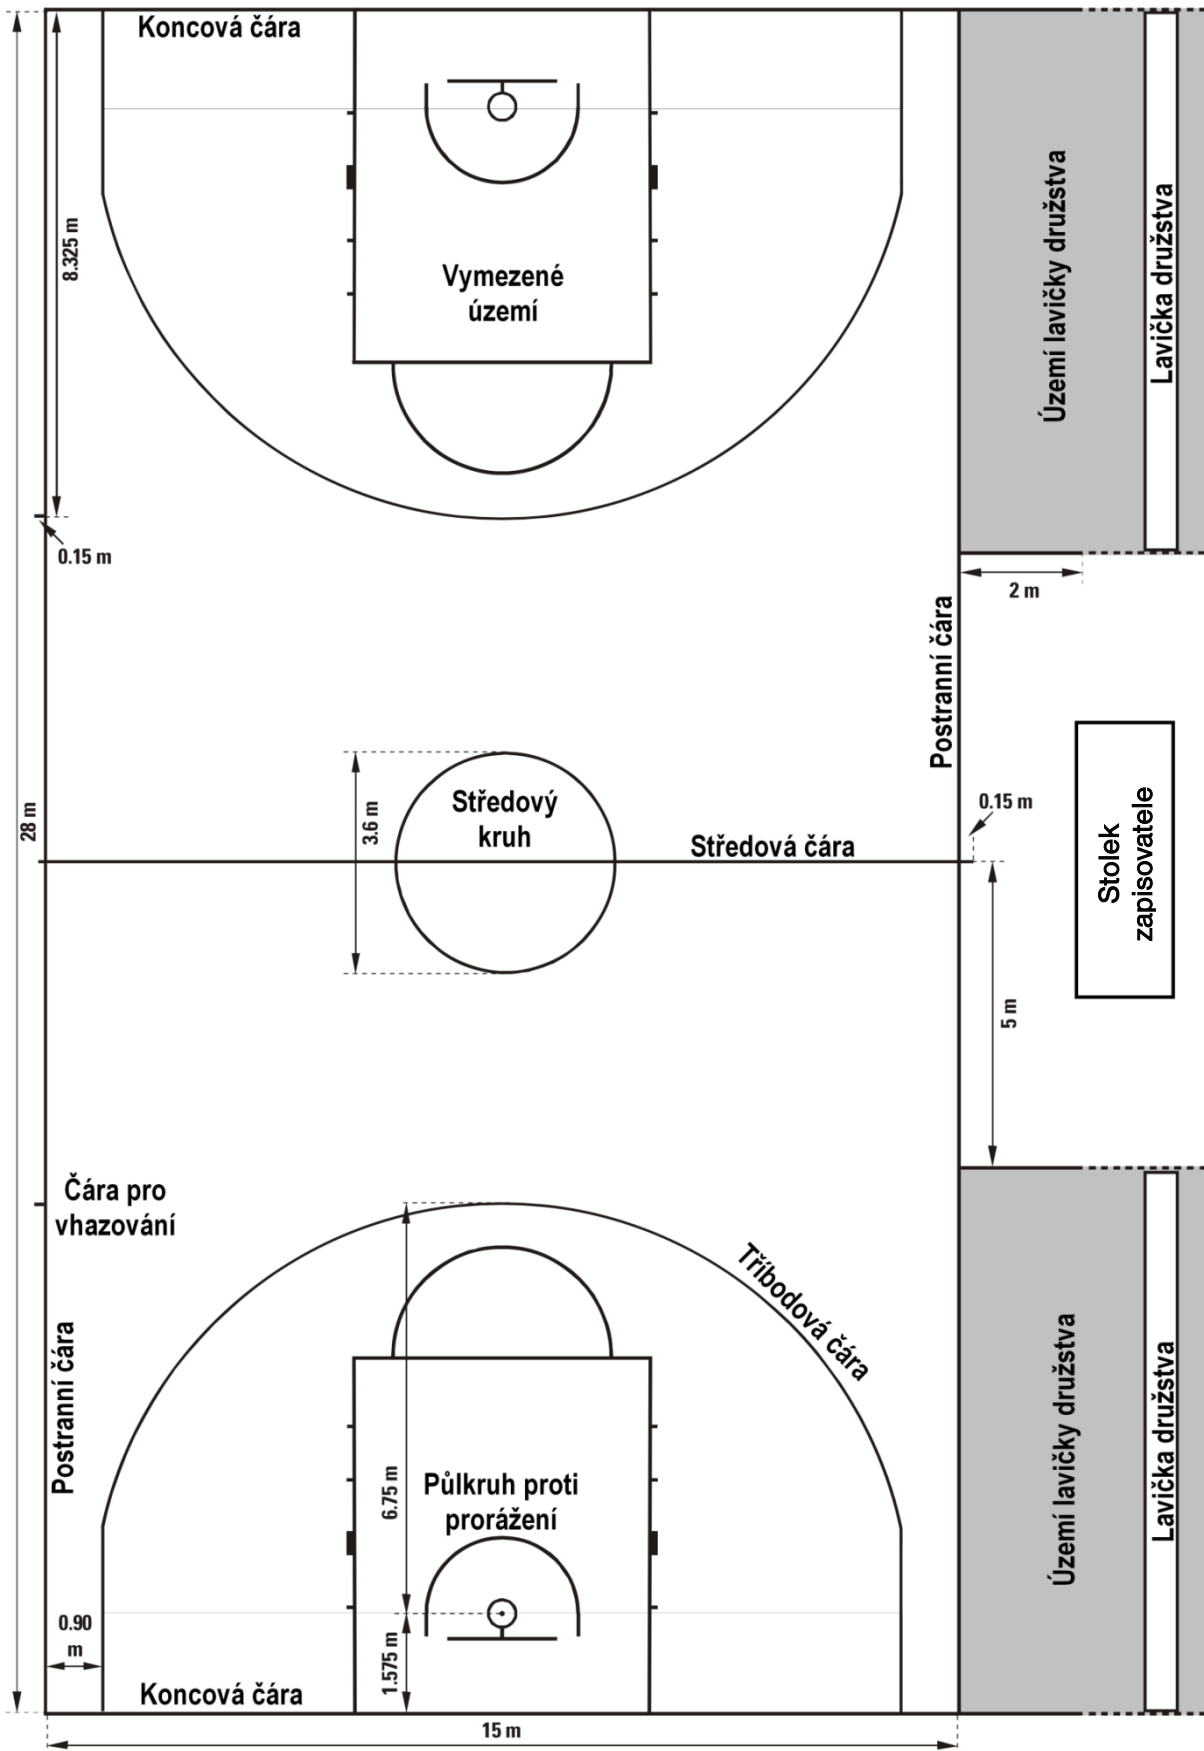 Koncová čára
8.325 m
Vymezené
území
Území lavičky družstva
Lavička družstva
0.15 m
2 m
Postranní čára
28 m
3.6 m
Středový
kruh
Středová čára
0.15 m
Stolek
zapisovatele
5 m
Čára pro
vhazování
Tříbodová čára
Postranní čára
6.75 m
Půlkruh proti
prorážení
Území lavičky družstva
Lavička družstva
0.90
m
1.575 m
Koncová čára
15 m